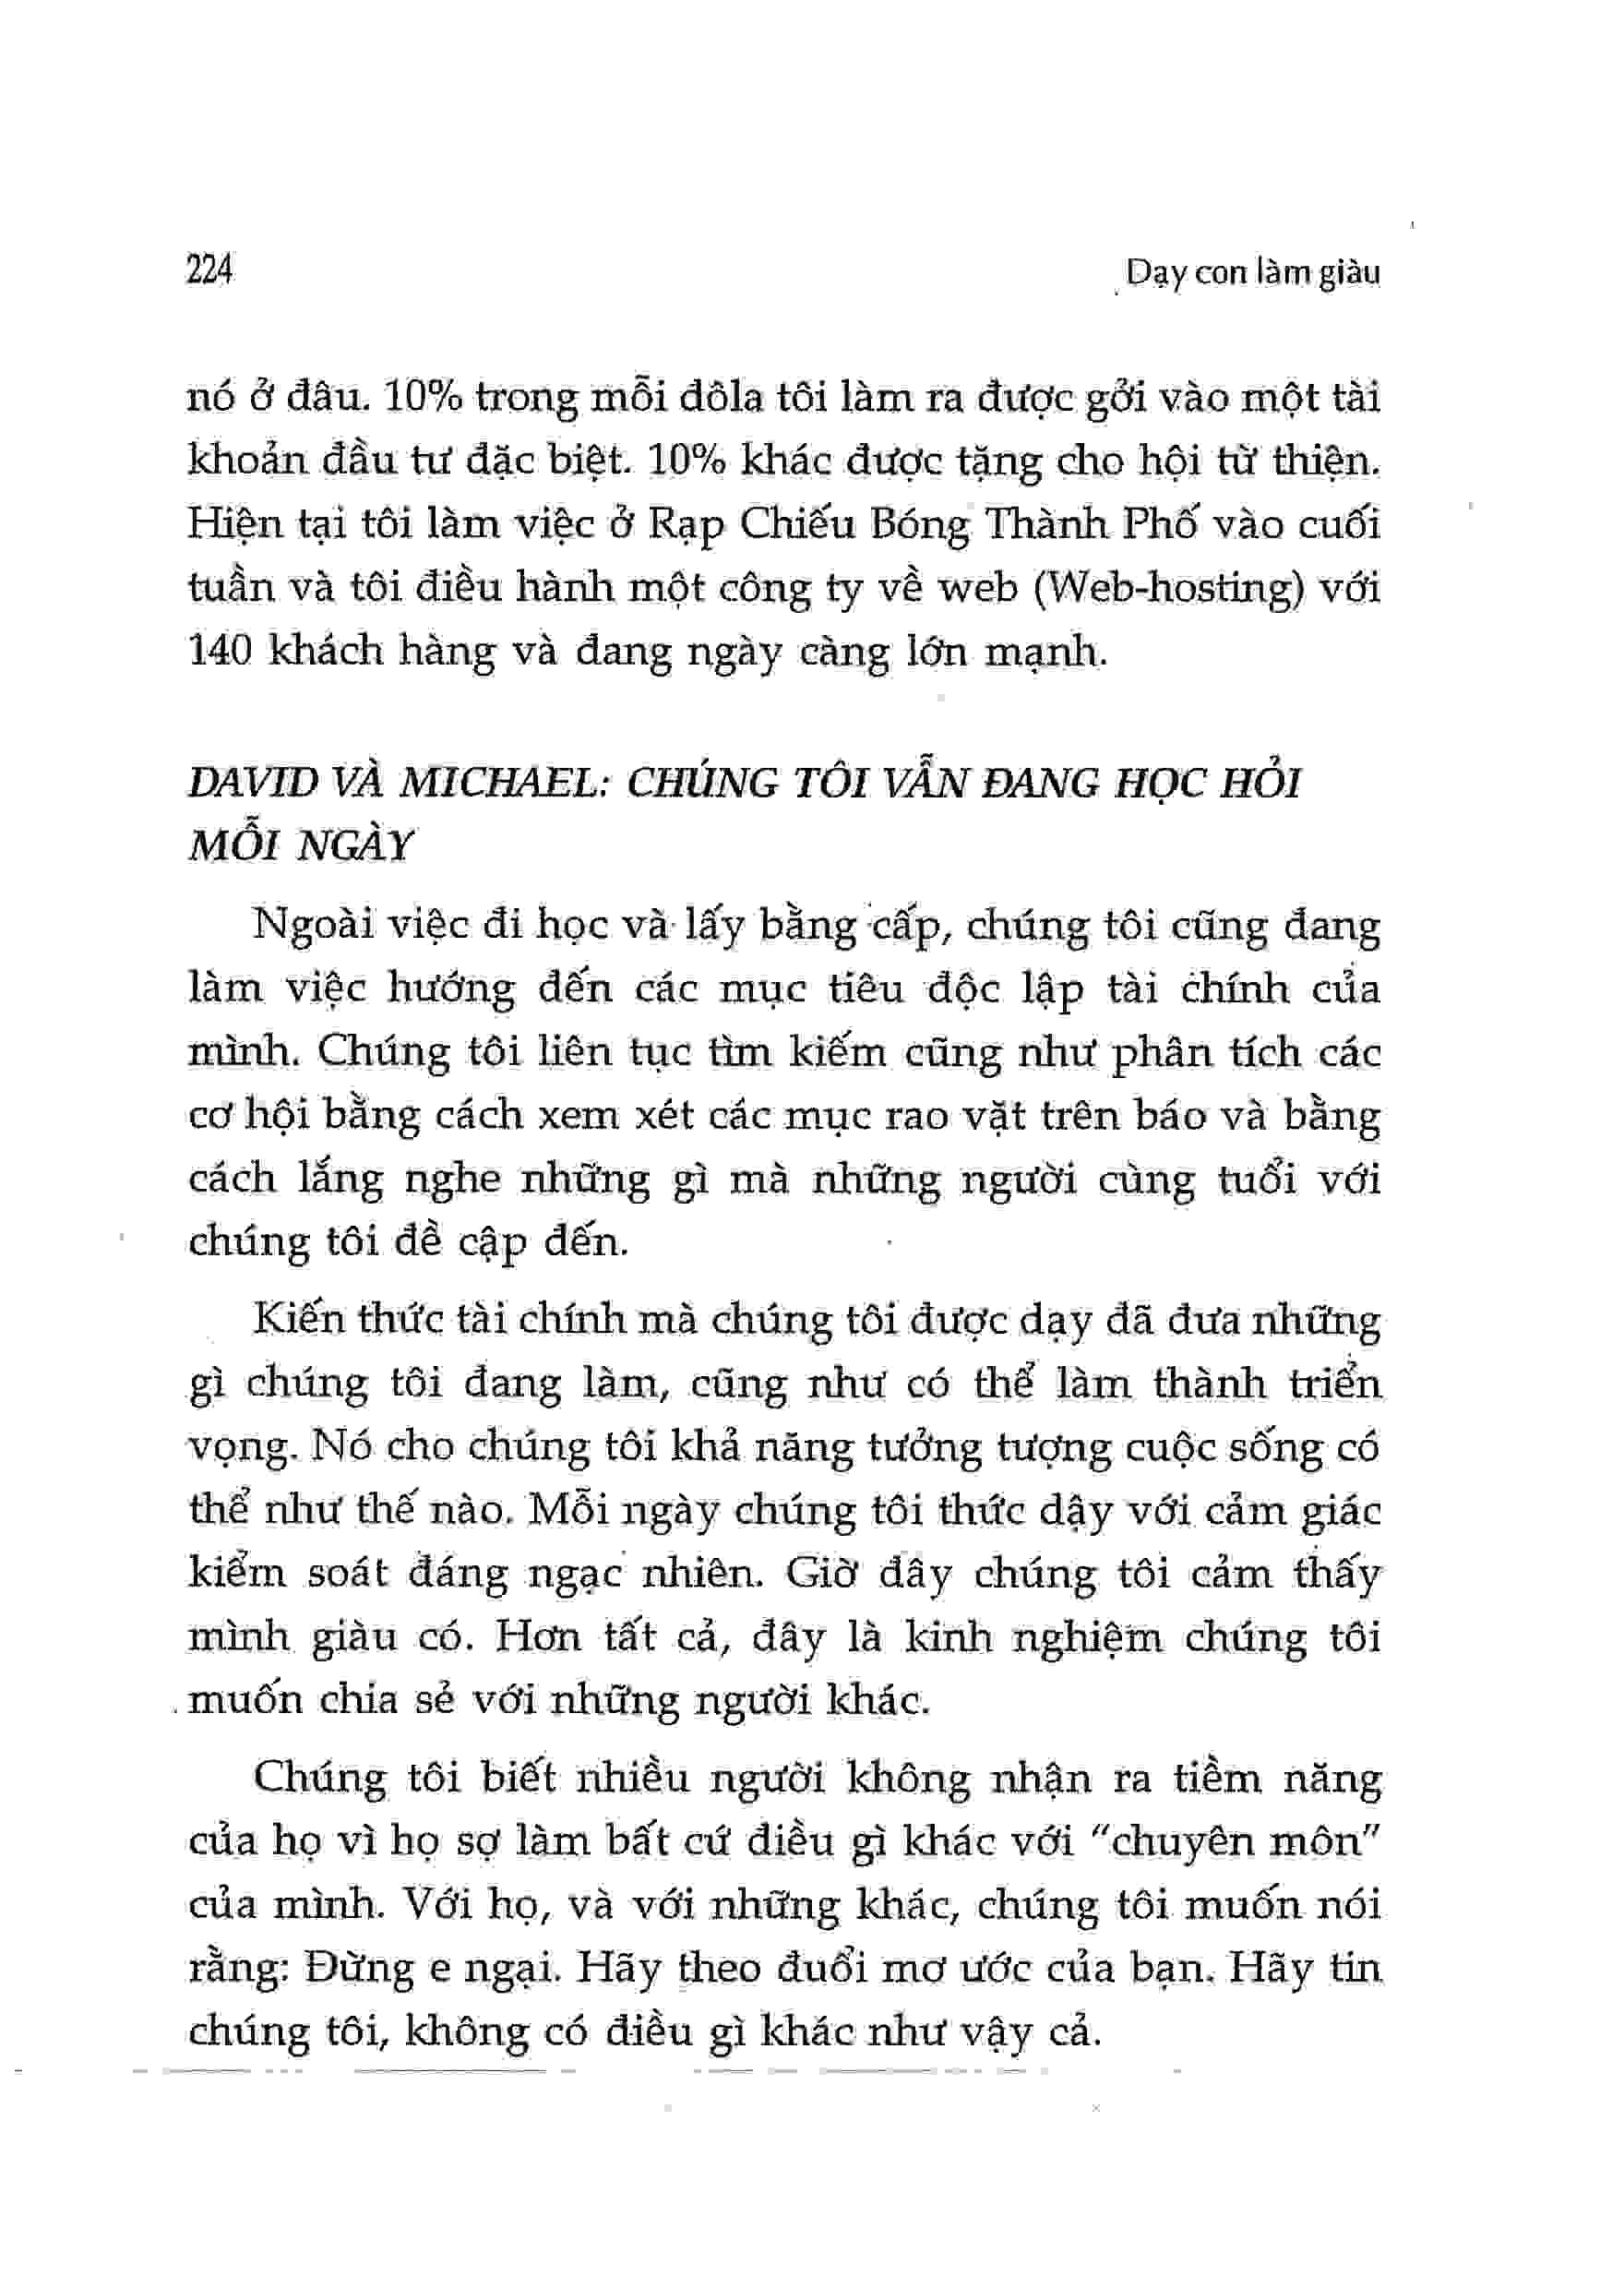 224
Dạy con làm giàu
nó ở đâu. 10% trong mỗi đôla tôi làm ra được gởi vào một tài
khoản đầu tư đặc biệt. 10% khác được tặng cho hội từ thiện.
Hiện tại tôi làm việc ở Rạp Chiếu Bóng Thành Phố vào cuối
tuần và tôi điều hành một công ty về web (Web-hosting) với
140 khách hàng và đang ngày càng lớn mạnh.
DAVID VÀ MICHAEL: CHÚNG TÔI VẪN ĐANG HỌC HỎI
MỖI NGÀY
Ngoài việc đi học và lấy bằng cấp, chúng tôi cũng đang
làm việc hướng đến các mục tiêu độc lập tài chính của
mình. Chúng tôi liên tục tìm kiếm cũng như phân tích các
cơ hội bằng cách xem xét các mục rao vặt trên báo và bằng
cách lắng nghe những gì mà những người cùng tuổi với
chúng tôi đề cập đến.
Kiến thức tài chính mà chúng tôi được dạy đã đưa những
gì chúng tôi đang làm, cũng như có thể làm thành triển
vọng. Nó cho chúng tôi khả năng tưởng tượng cuộc sống có
thể như thế nào. Mỗi ngày chúng tôi thức dậy với cảm giác
kiểm soát đáng ngạc nhiên. Giờ đây chúng tôi cảm thấy
mình giàu có. Hơn tất cả, đây là kinh nghiệm chúng tôi
muốn chia sẻ với những người khác.
Chúng tôi biết nhiều người không nhận ra tiềm năng
của họ vì họ sợ làm bất cứ điều gì khác với "chuyên môn"
của mình. Với họ, và với những khác, chúng tôi muốn nói
rằng: Đừng e ngại. Hãy theo đuổi mơ ước của bạn. Hãy tin
chúng tôi, không có điều gì khác như vậy cả.